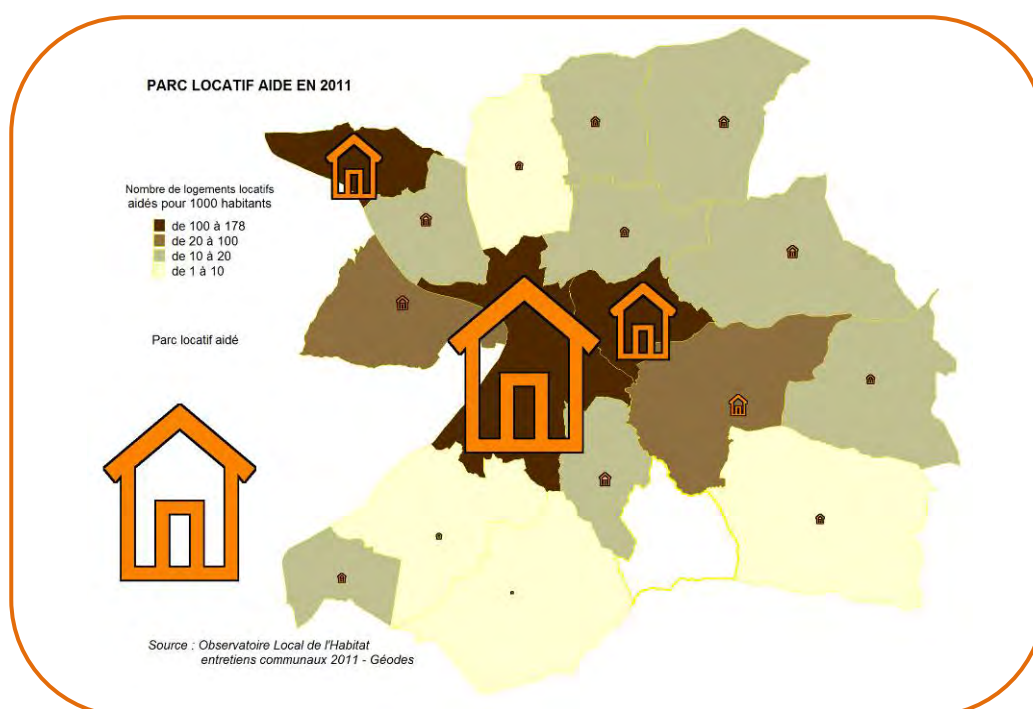 PARC LOCATIF AIDE EN 2011
Nombre de logements locatifs
aidés pour 1000 habitants
de 100 à 178
de 20 à 100
de 10 à 20
de 1 à 10
Parc locatif aidé
Source : Observatoire Local de l'Habitat
entretiens communaux 2011 - Géodes